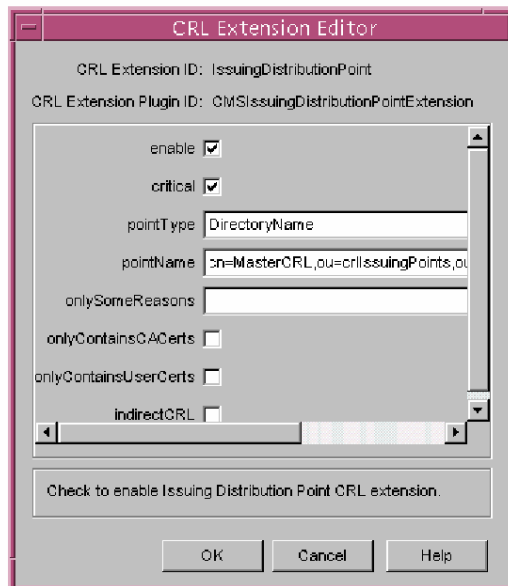 CRL Extension Editor
CRL Extension ID: IssuingDistributionPoint
CRL Extension Plugin ID: CMSIssuingDistributionPointExtension
enable
critical
pointType DirectoryName
pointName cn=MasterCRL,ou=crlIssuingPoints,ou
onlySomeReasons
onlyContainsCACerts
onlyContainsUserCerts
indirectCRL
Check to enable Issuing Distribution Point CRL extension.
OK Cancel Help